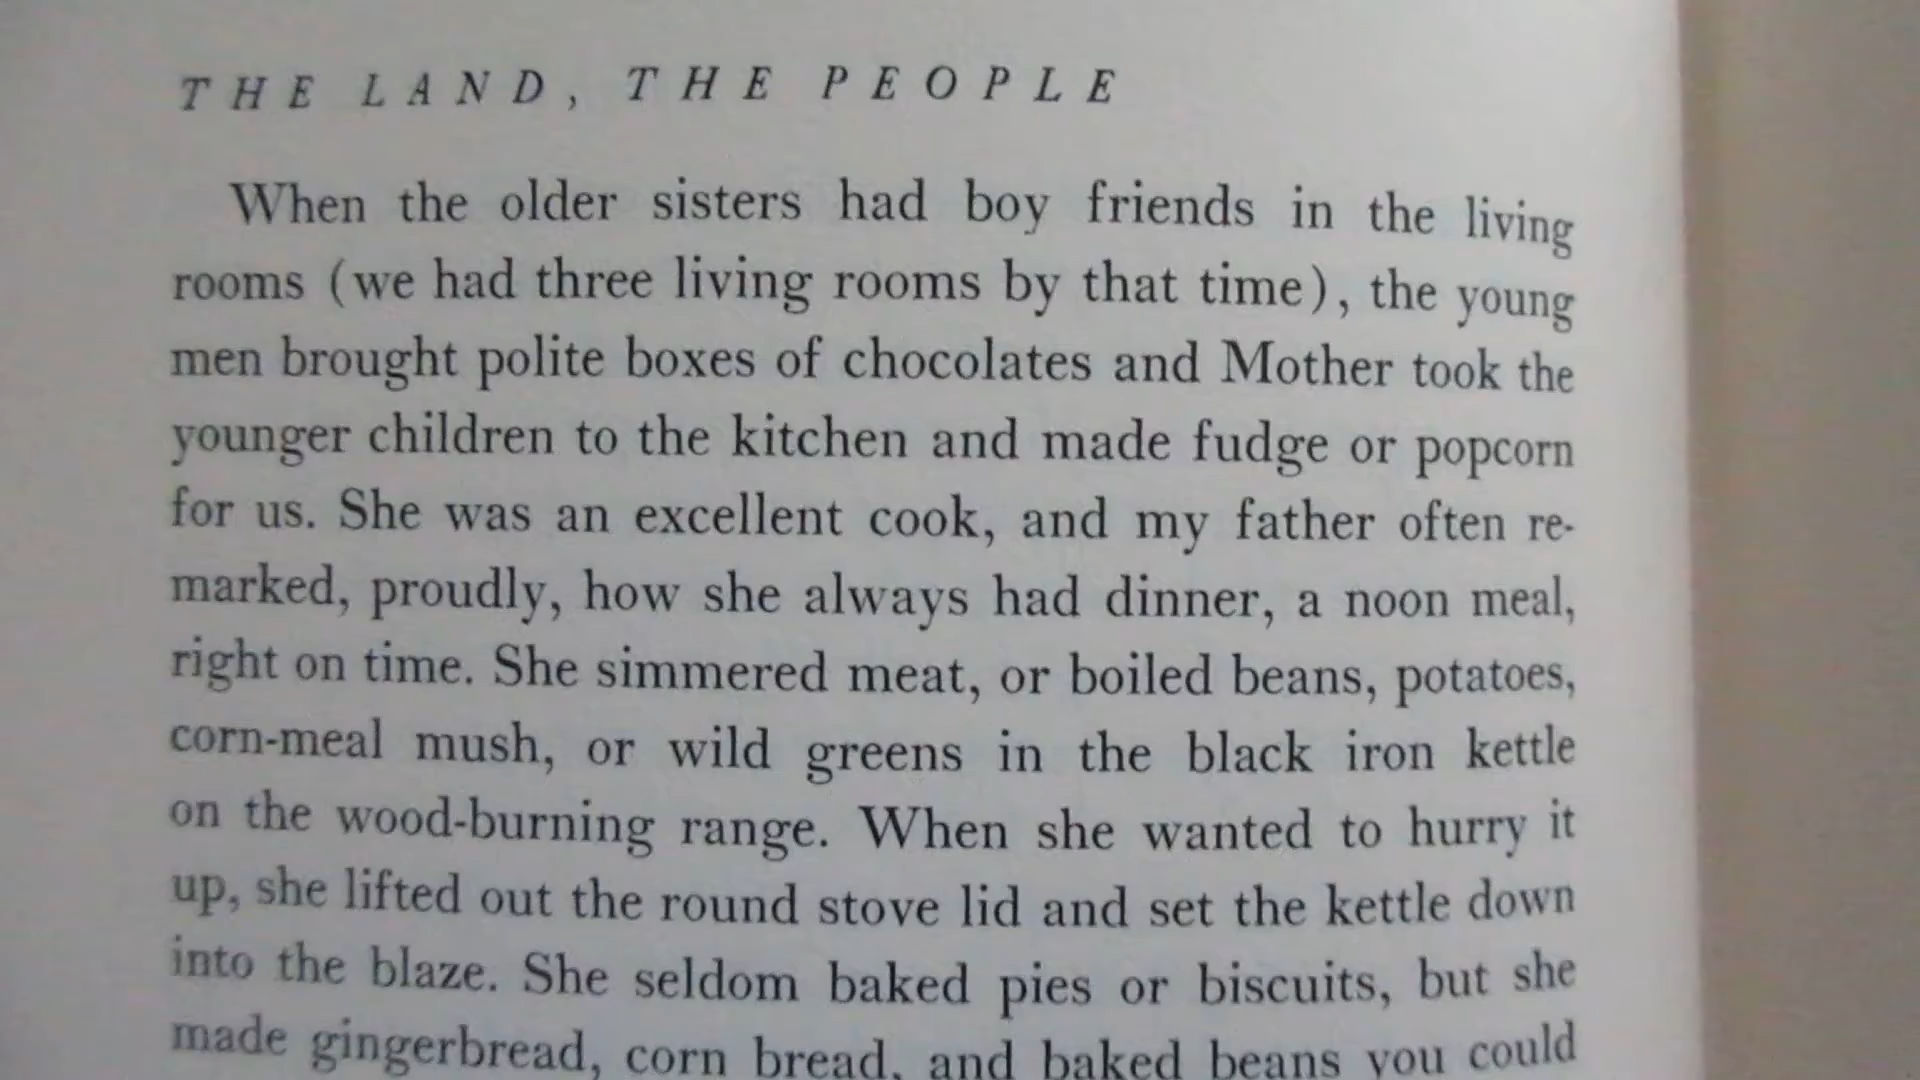 THE LAND, THE PEOPLE
When the older sisters had boy friends in the living
rooms (we had three living rooms by that time), the young
men brought polite boxes of chocolates and Mother took the
younger children to the kitchen and made fudge or popcorn
for us. She was an excellent cook, and my father often re-
marked, proudly, how she always had dinner, a noon meal,
right on time. She simmered meat, or boiled beans, potatoes,
corn-meal mush, or wild greens in the black iron kettle
on the wood-burning range. When she wanted to hurry it
up, she lifted out the round stove lid and set the kettle down
into the blaze. She seldom baked pies or biscuits, but she
made gingerbread, corn bread, and baked beans you could